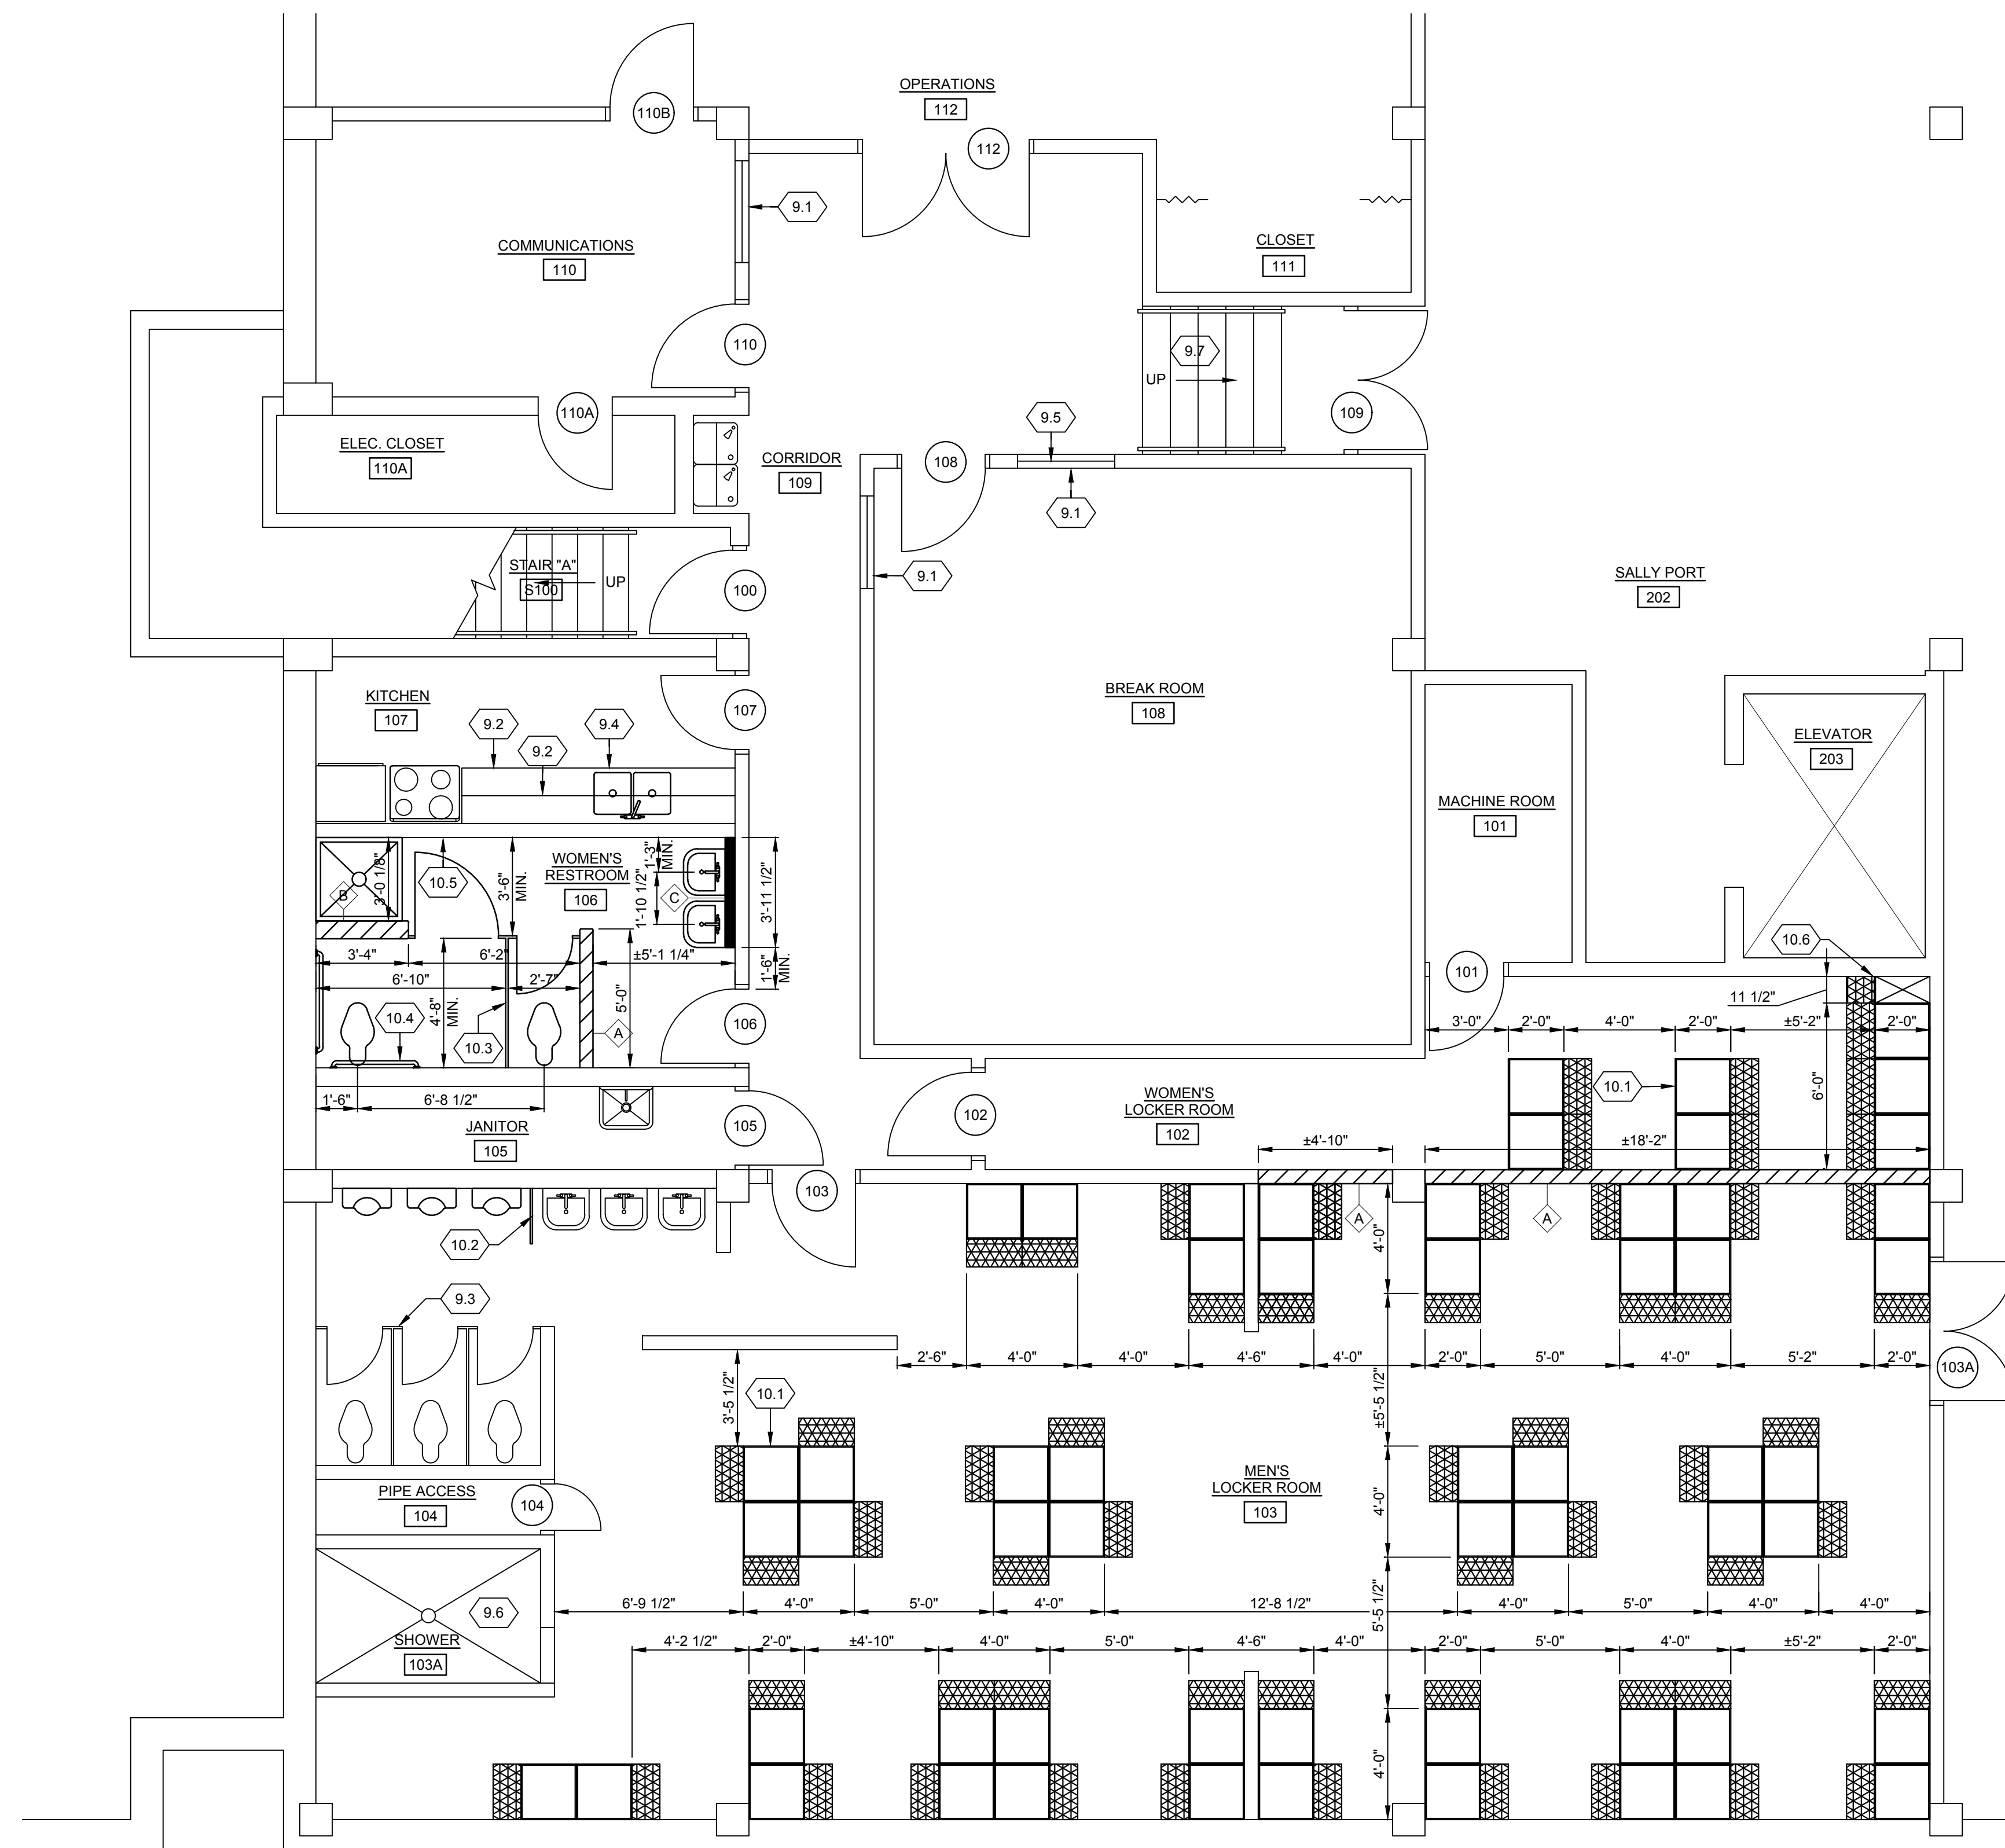 OPERATIONS
112
110B
112
9.1
COMMUNICATIONS
110
CLOSET
111
110
9.7
UP
109
110A
9.5
ELEC. CLOSET
110A
CORRIDOR
109
108
9.1
9.1
STAIR "A"
S100
UP
100
SALLY PORT
202
KITCHEN
107
107
9.2
9.2
9.4
BREAK ROOM
108
ELEVATOR
203
MACHINE ROOM
101
WOMEN'S
RESTROOM
106
3'-0 1/8"
B
10.5
3'-6"
MIN.
1'-3"
MIN.
1'-10 1/2"
C
3'-11 1/2"
1'-6"
MIN.
3'-4"
6'-2"
±5'-1 1/4"
6'-10"
2'-7"
4'-8"
MIN.
5'-0"
10.4
10.3
A
106
10.6
101
11 1/2"
3'-0"
2'-0"
4'-0"
2'-0"
±5'-2"
2'-0"
10.1
6'-0"
1'-6"
6'-8 1/2"
JANITOR
105
105
102
WOMEN'S
LOCKER ROOM
102
±4'-10"
±18'-2"
103
10.2
A
A
4'-0"
9.3
2'-6"
4'-0"
4'-0"
4'-6"
4'-0"
2'-0"
5'-0"
4'-0"
5'-2"
2'-0"
103A
3'-5 1/2"
10.1
±5'-5 1/2"
MEN'S
LOCKER ROOM
103
4'-0"
PIPE ACCESS
104
104
5'-5 1/2"
9.6
SHOWER
103A
6'-9 1/2"
4'-0"
5'-0"
4'-0"
12'-8 1/2"
4'-0"
5'-0"
4'-0"
4'-0"
4'-2 1/2"
2'-0"
±4'-10"
4'-0"
5'-0"
4'-6"
4'-0"
2'-0"
5'-0"
4'-0"
±5'-2"
2'-0"
4'-0"